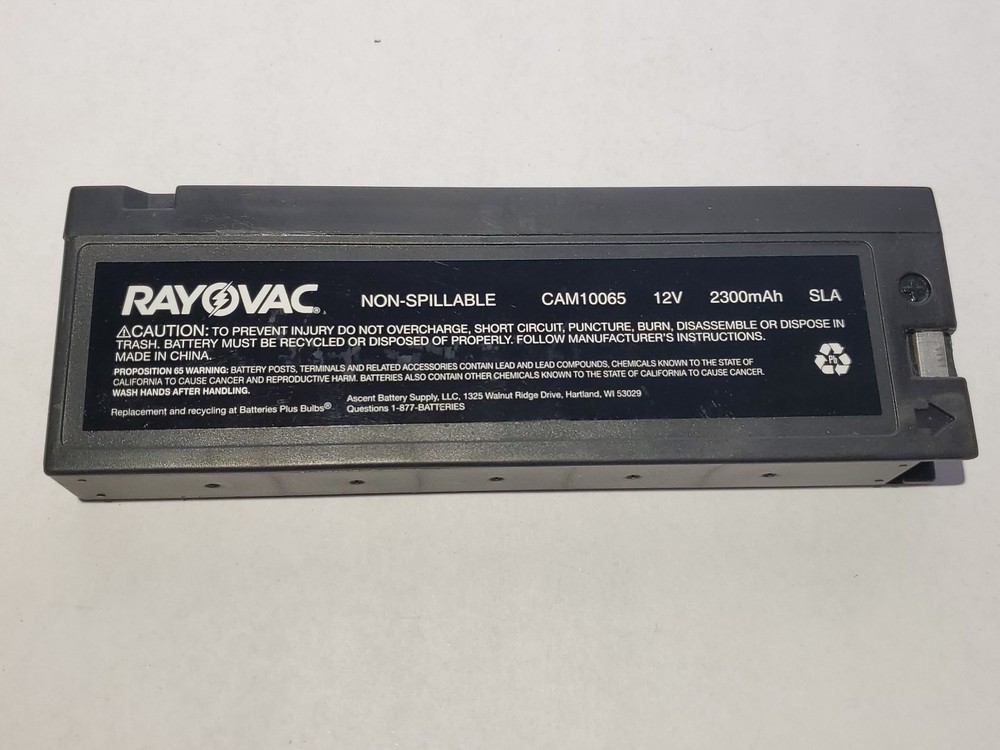 RAYOVAC® NON-SPILLABLE CAM10065 12V 2300mAh SLA
⚠CAUTION: TO PREVENT INJURY DO NOT OVERCHARGE, SHORT CIRCUIT, PUNCTURE, BURN, DISASSEMBLE OR DISPOSE IN
TRASH. BATTERY MUST BE RECYCLED OR DISPOSED OF PROPERLY. FOLLOW MANUFACTURER'S INSTRUCTIONS.
MADE IN CHINA.
PROPOSITION 65 WARNING: BATTERY POSTS, TERMINALS AND RELATED ACCESSORIES CONTAIN LEAD AND LEAD COMPOUNDS, CHEMICALS KNOWN TO THE STATE OF
CALIFORNIA TO CAUSE CANCER AND REPRODUCTIVE HARM. BATTERIES ALSO CONTAIN OTHER CHEMICALS KNOWN TO THE STATE OF CALIFORNIA TO CAUSE CANCER.
WASH HANDS AFTER HANDLING.
Pb
Ascent Battery Supply, LLC, 1325 Walnut Ridge Drive, Hartland, WI 53029
Replacement and recycling at Batteries Plus Bulbs® Questions 1-877-BATTERIES